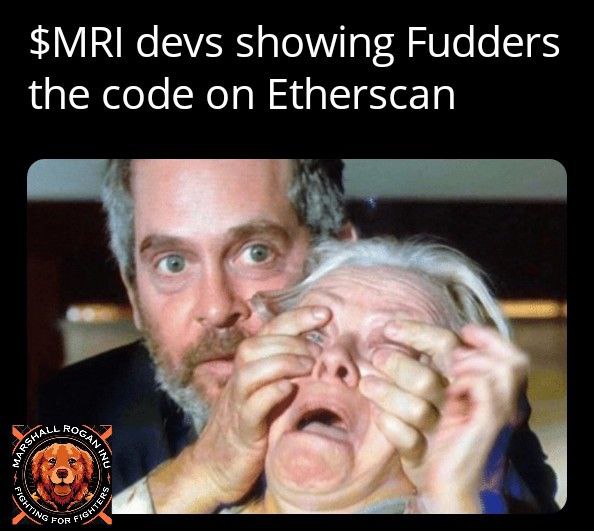 $MRI devs showing Fudders
the code on Etherscan
MARSHALL ROGAN INU
FIGHTING FOR FIGHTERS